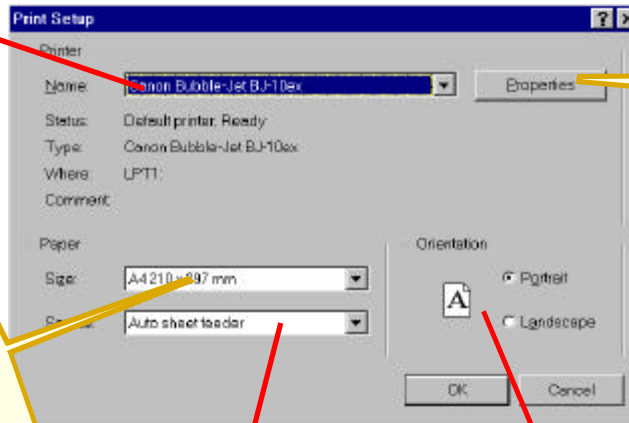 Print Setup
Printer
Name: Canon Bubble-Jet BJ-10ex Properties
Status: Default printer; Ready
Type: Canon Bubble-Jet BJ-10ex
Where: LPT1:
Comment:
Paper
Size: A4 210 x 297 mm
Auto sheet feeder
Orientation
A
Portrait
Landscape
OK Cancel